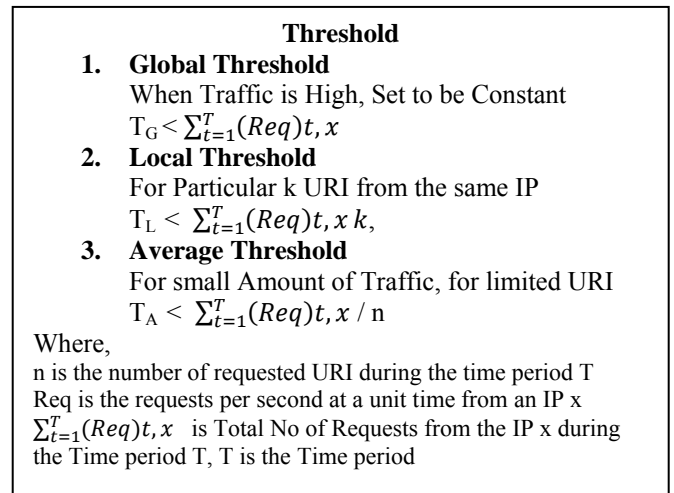 Threshold
1. Global Threshold
When Traffic is High, Set to be Constant
T_G< ∑_{t=1}^{T}(Req)t, x
2. Local Threshold
For Particular k URI from the same IP
T_L < ∑_{t=1}^{T}(Req)t, x k,
3. Average Threshold
For small Amount of Traffic, for limited URI
T_A < ∑_{t=1}^{T}(Req)t, x / n
Where,
n is the number of requested URI during the time period T
Req is the requests per second at a unit time from an IP x
∑_{t=1}^{T}(Req)t, x is Total No of Requests from the IP x during
the Time period T, T is the Time period